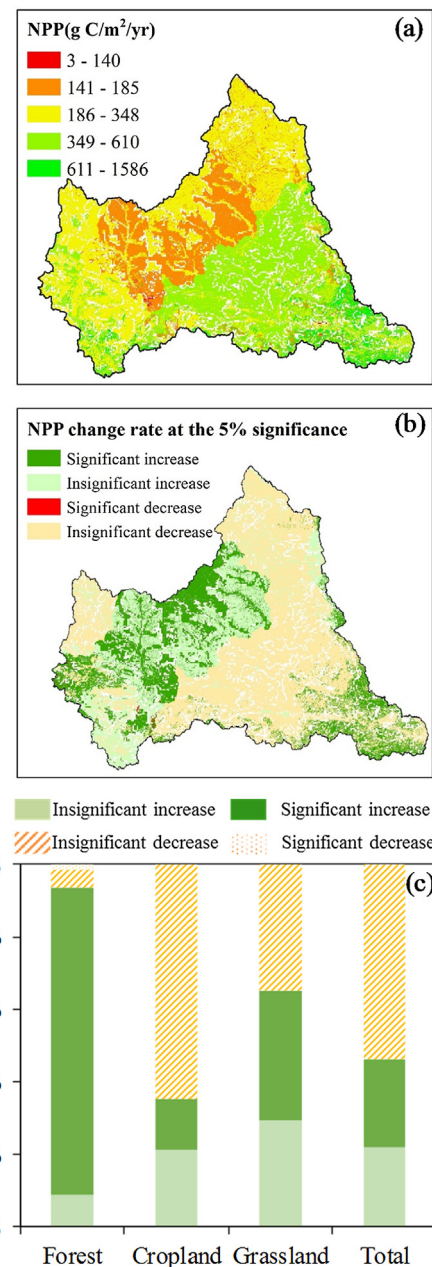 NPP(g C/m²/yr)
(a)
3 - 140
141 - 185
186 - 348
349 - 610
611 - 1586
NPP change rate at the 5% significance
(b)
Significant increase
Insignificant increase
Significant decrease
Insignificant decrease
Insignificant increase Significant increase
Insignificant decrease Significant decrease
(c)
Forest Cropland Grassland Total